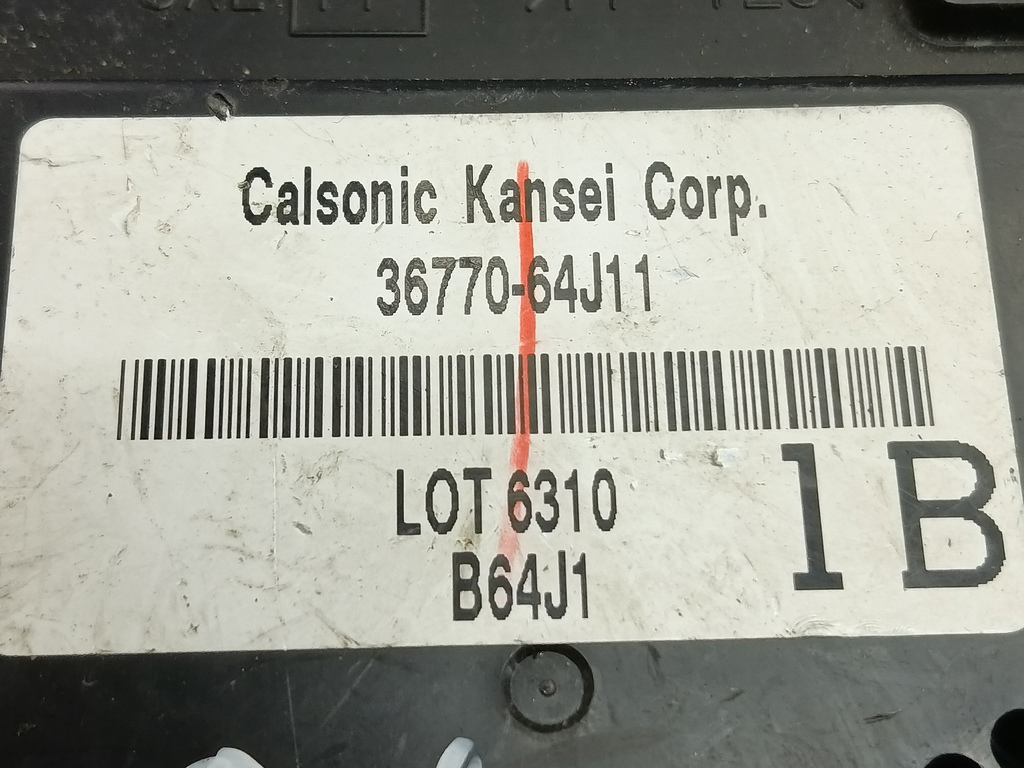 Calsonic Kansei Corp.
36770-64J11
LOT 6310
B64J1
1B